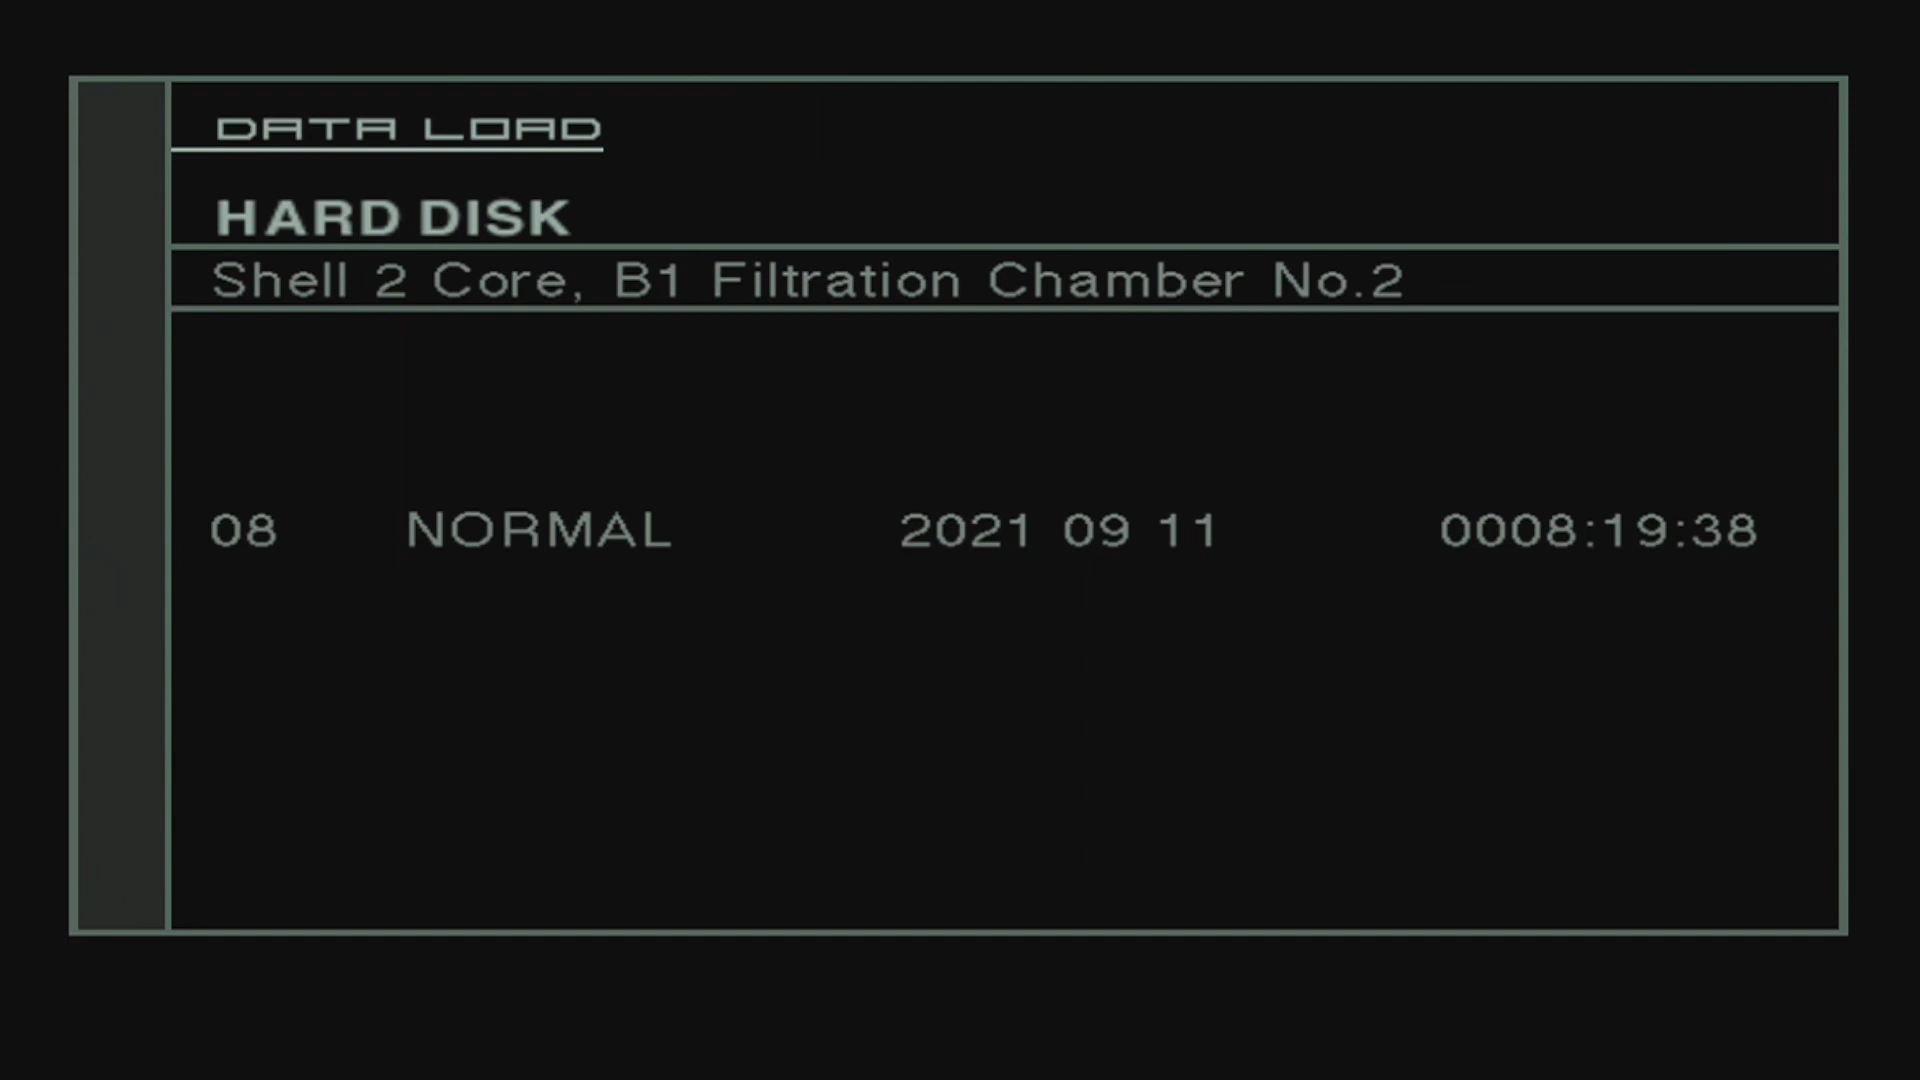 DATA LOAD
HARD DISK
Shell 2 Core, B1 Filtration Chamber No.2
08 NORMAL 2021 09 11 0008:19:38